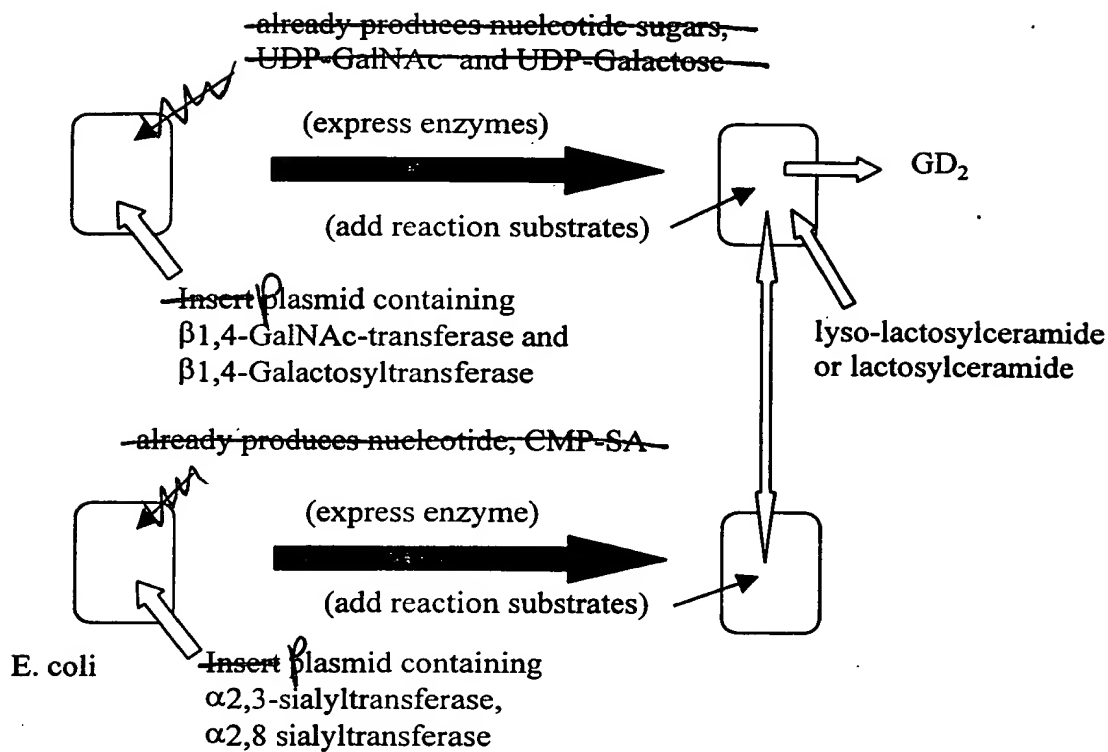 already produces nucleotide sugars,
UDP-GalNAc and UDP-Galactose
(express enzymes)
GD₂
(add reaction substrates)
Insert plasmid containing
β1,4-GalNAc-transferase and
β1,4-Galactosyltransferase
lyso-lactosylceramide
or lactosylceramide
already produces nucleotide, CMP-SA
(express enzyme)
(add reaction substrates)
E. coli
Insert plasmid containing
α2,3-sialyltransferase,
α2,8 sialyltransferase